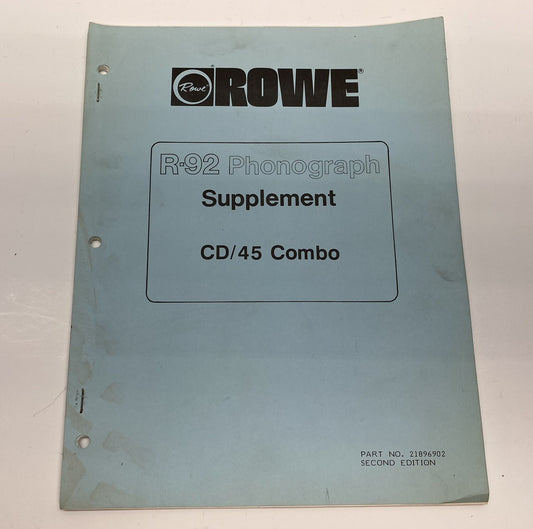 Rowe ROWE®
R-92 Phonograph
Supplement
CD/45 Combo
PART NO. 21896902
SECOND EDITION